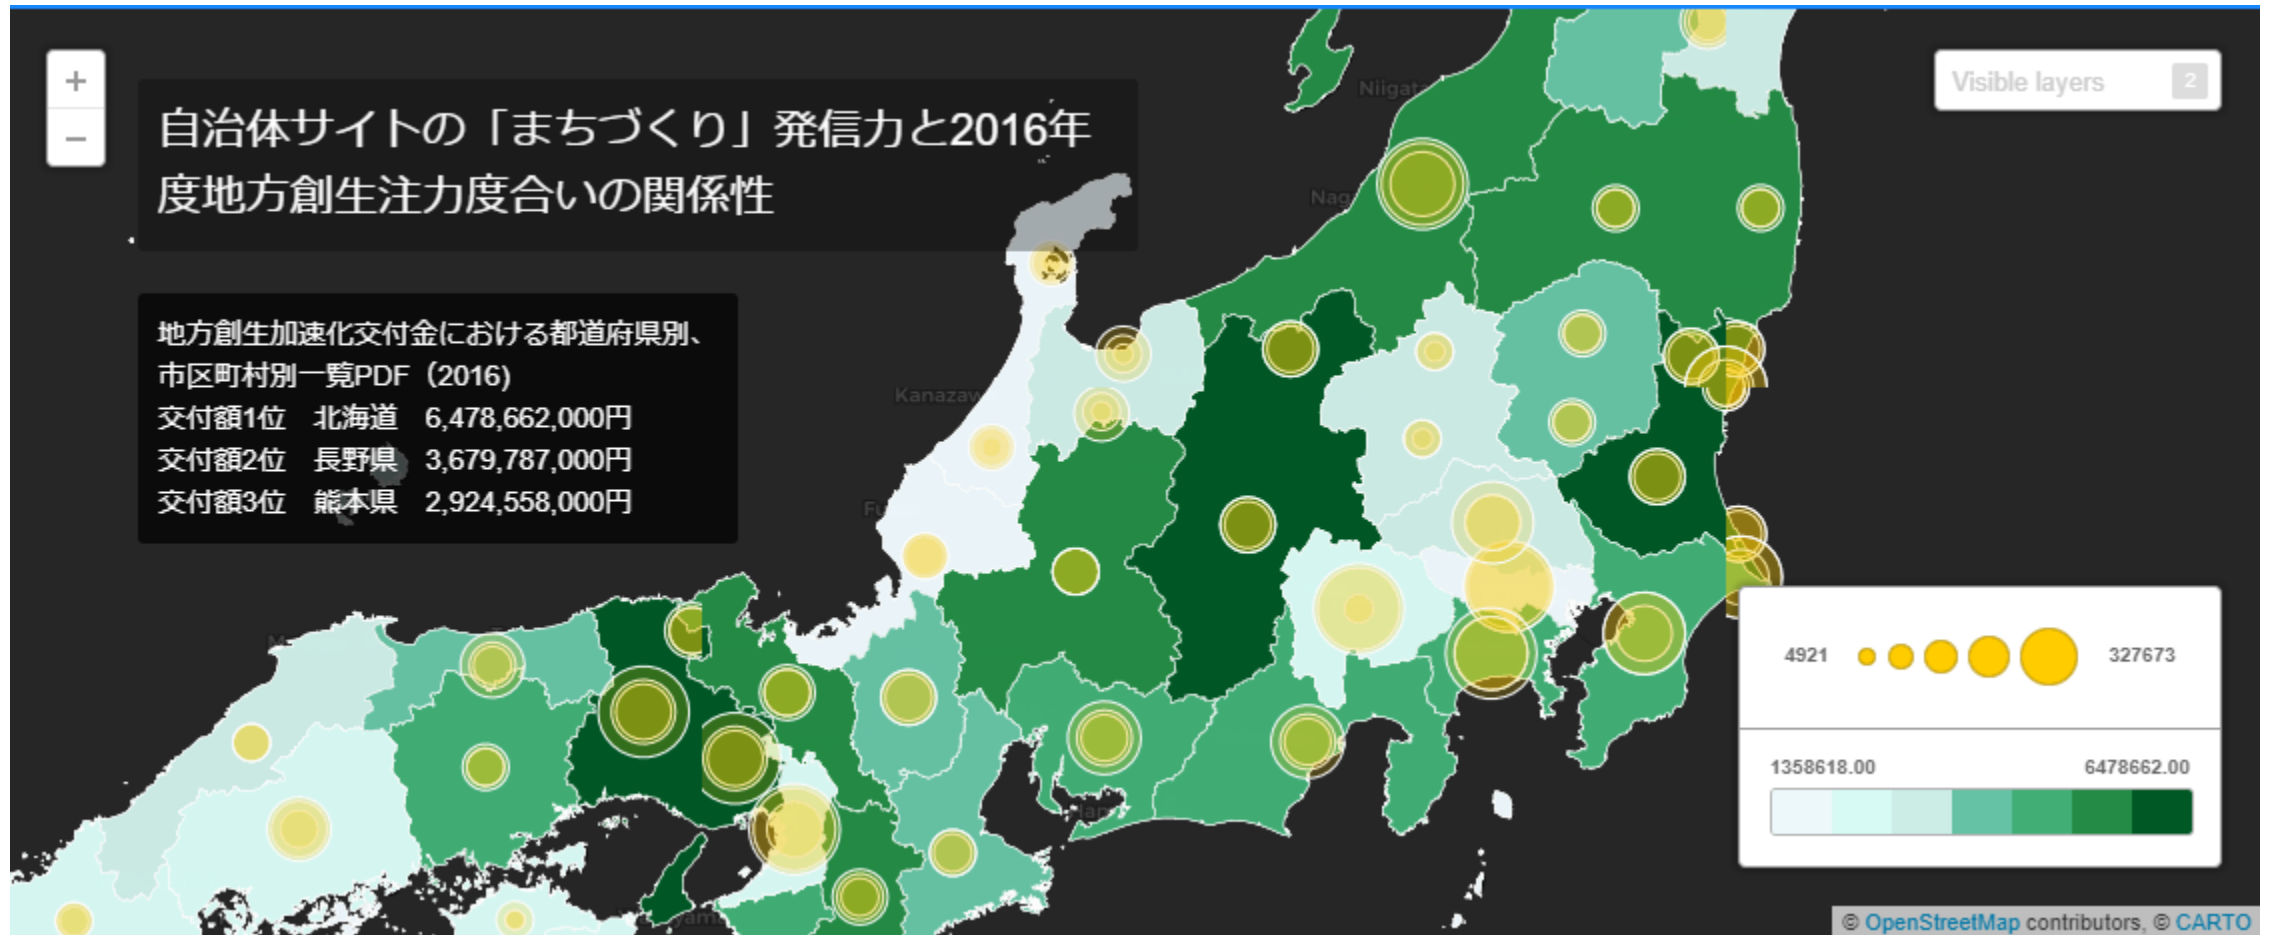 +
−
自治体サイトの「まちづくり」発信力と2016年
度地方創生注力度合いの関係性
Visible layers 2
地方創生加速化交付金における都道府県別、
市区町村別一覧PDF（2016)
交付額1位　北海道　6,478,662,000円
交付額2位　長野県　3,679,787,000円
交付額3位　熊本県　2,924,558,000円
Niigata
Kanazaw
4921 327673
1358618.00 6478662.00
© OpenStreetMap contributors, © CARTO